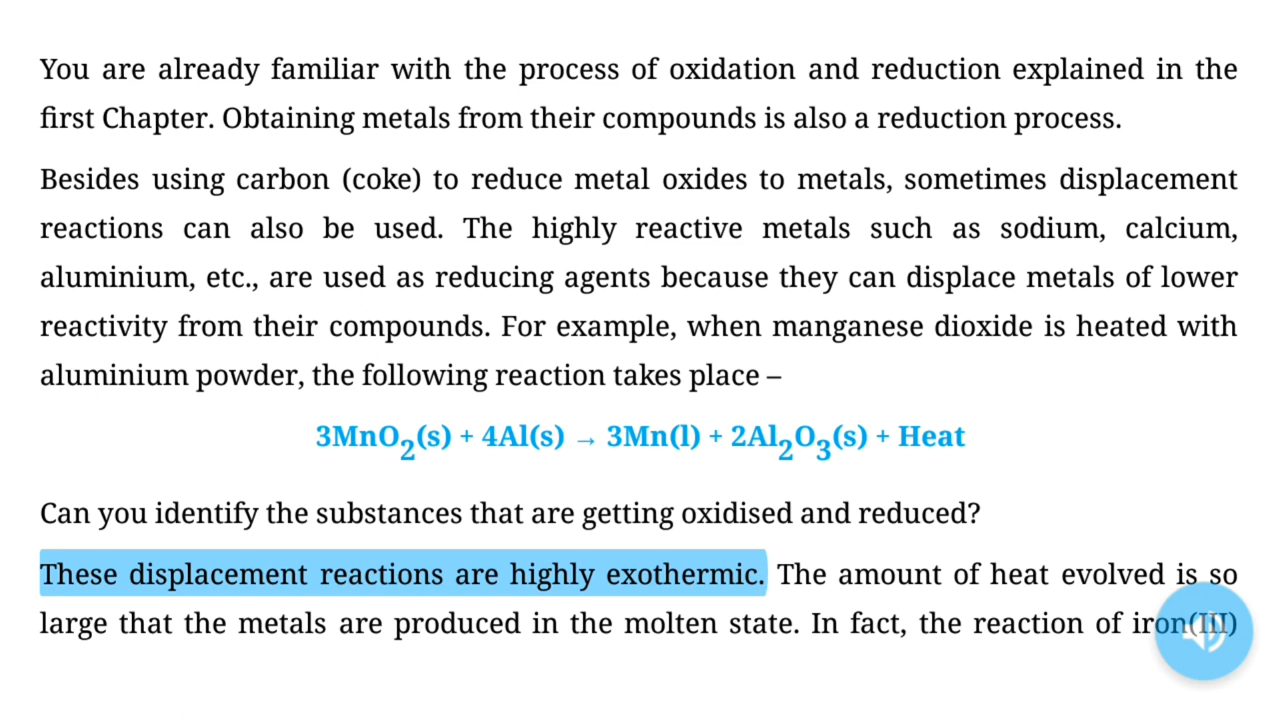 You are already familiar with the process of oxidation and reduction explained in the
first Chapter. Obtaining metals from their compounds is also a reduction process.
Besides using carbon (coke) to reduce metal oxides to metals, sometimes displacement
reactions can also be used. The highly reactive metals such as sodium, calcium,
aluminium, etc., are used as reducing agents because they can displace metals of lower
reactivity from their compounds. For example, when manganese dioxide is heated with
aluminium powder, the following reaction takes place –
3MnO₂(s) + 4Al(s) → 3Mn(l) + 2Al₂O₃(s) + Heat
Can you identify the substances that are getting oxidised and reduced?
These displacement reactions are highly exothermic. The amount of heat evolved is so
large that the metals are produced in the molten state. In fact, the reaction of iron(III)